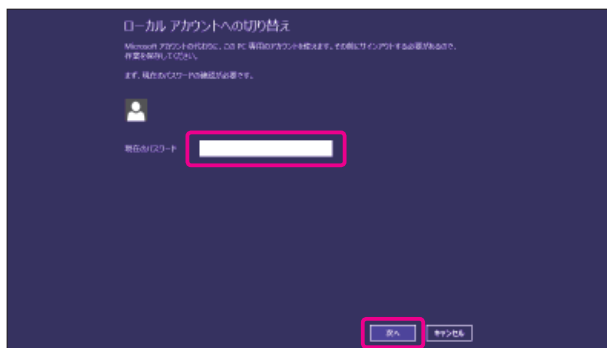 ローカル アカウントへの切り替え
Microsoft アカウントの代わりに、この PC 専用のアカウントを使えます。その前にサインアウトする必要があるので、
作業を保存してください。
まず、現在のパスワードの確認が必要です。
現在のパスワード
次へ
キャンセル